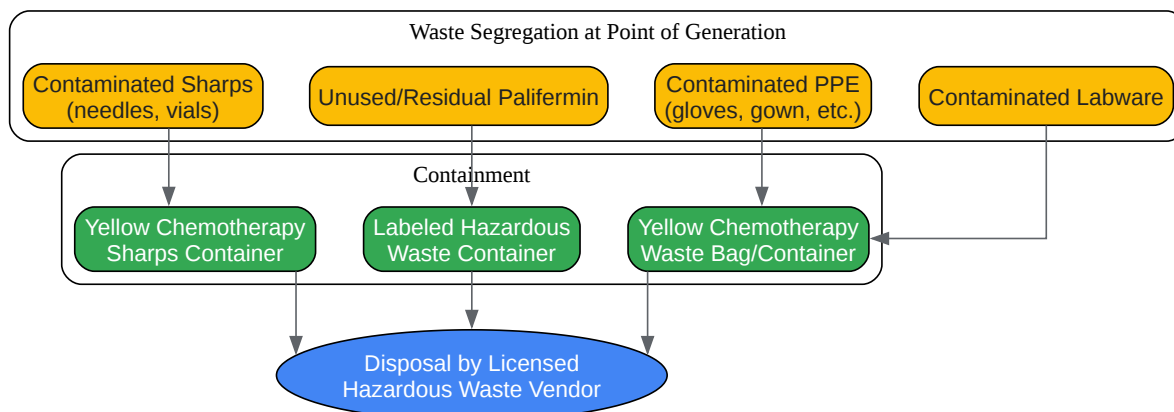 Waste Segregation at Point of Generation
Contaminated Sharps
(needles, vials)
Unused/Residual Palifermin
Contaminated PPE
(gloves, gown, etc.)
Contaminated Labware
Containment
Yellow Chemotherapy
Sharps Container
Labeled Hazardous
Waste Container
Yellow Chemotherapy
Waste Bag/Container
Disposal by Licensed
Hazardous Waste Vendor